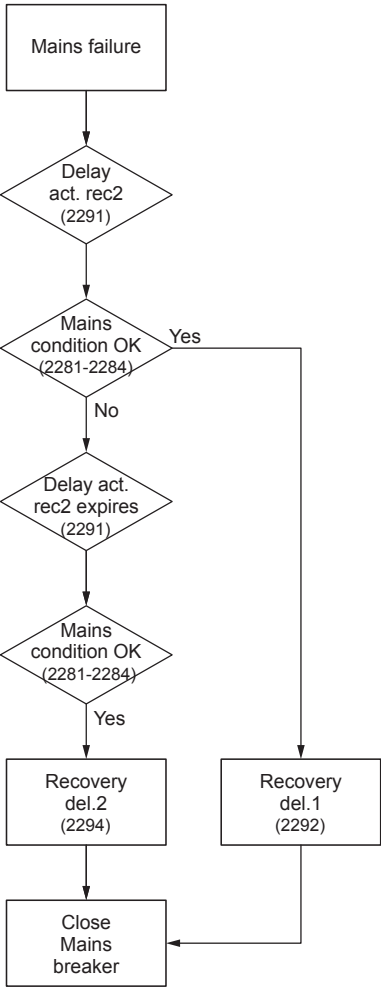 Mains failure
Delay
act. rec2
(2291)
Mains
condition OK
(2281-2284)
Yes
No
Delay act.
rec2 expires
(2291)
Mains
condition OK
(2281-2284)
Yes
Recovery
del.2
(2294)
Recovery
del.1
(2292)
Close
Mains
breaker